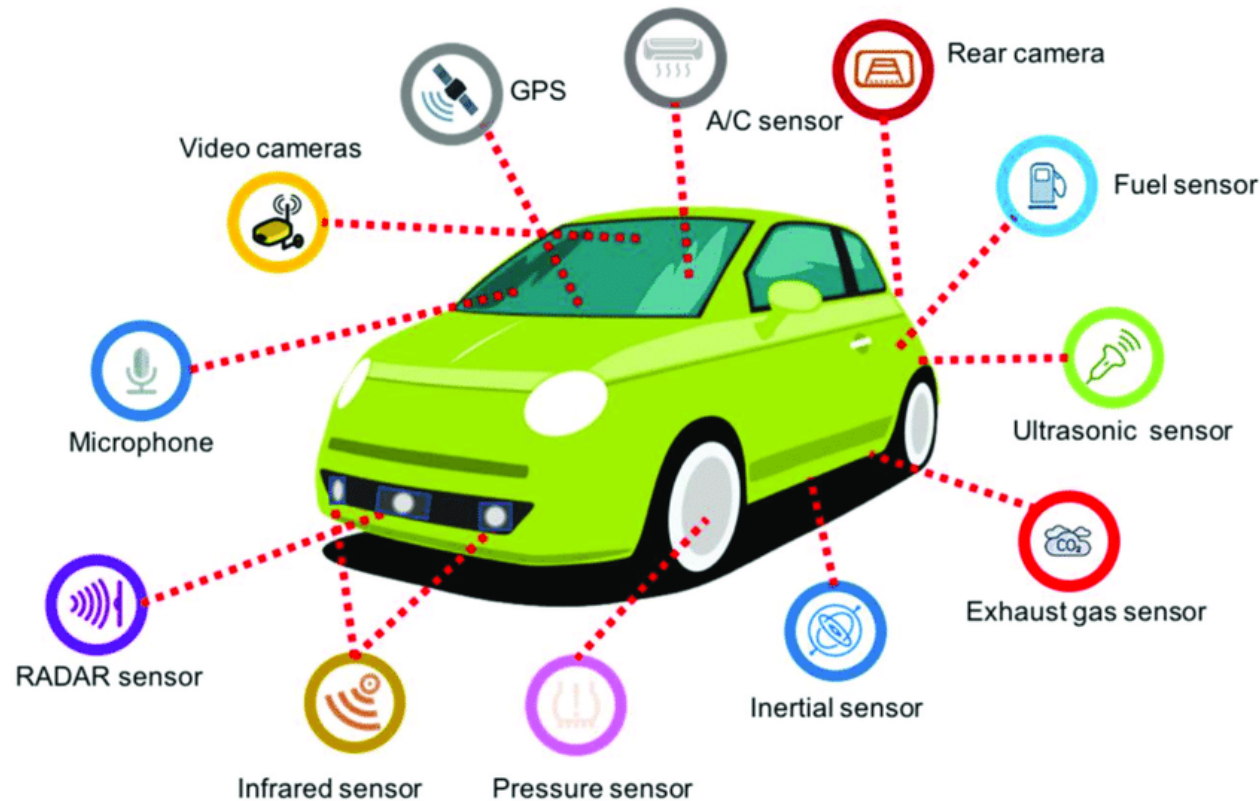 Rear camera
GPS
A/C sensor
Video cameras
Fuel sensor
Microphone
Ultrasonic sensor
CO₂
Exhaust gas sensor
RADAR sensor
Inertial sensor
Infrared sensor
Pressure sensor